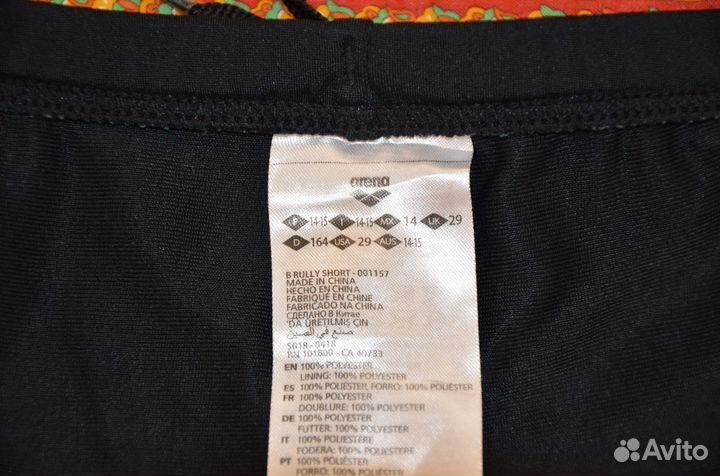 arena
F 14-15 I 14-15 MX 14 UK 29
D 164 USA 29 AUS 14-15
B RULLY SHORT - 001157
MADE IN CHINA
HECHO EN CHINA
FABRIQUÉ EN CHINE
FABRICADO NA CHINA
СДЕЛАНО В Китае
'DA ÜRETILMIŞ ÇIN
صنع في الصين
S018 - 0418
RN 101800 - CA 40733
EN 100% POLYESTER
LINING: 100% POLYESTER
ES 100% POLIÉSTER, FORRO: 100% POLIÉSTER
FR 100% POLYESTER
DOUBLURE: 100% POLYESTER
DE 100% POLYESTER
FUTTER: 100% POLYESTER
IT 100% POLIESTERE
FODERA: 100% POLIESTERE
PT 100% POLIÉSTER
FORRO: 100% POLIÉSTER
Avito